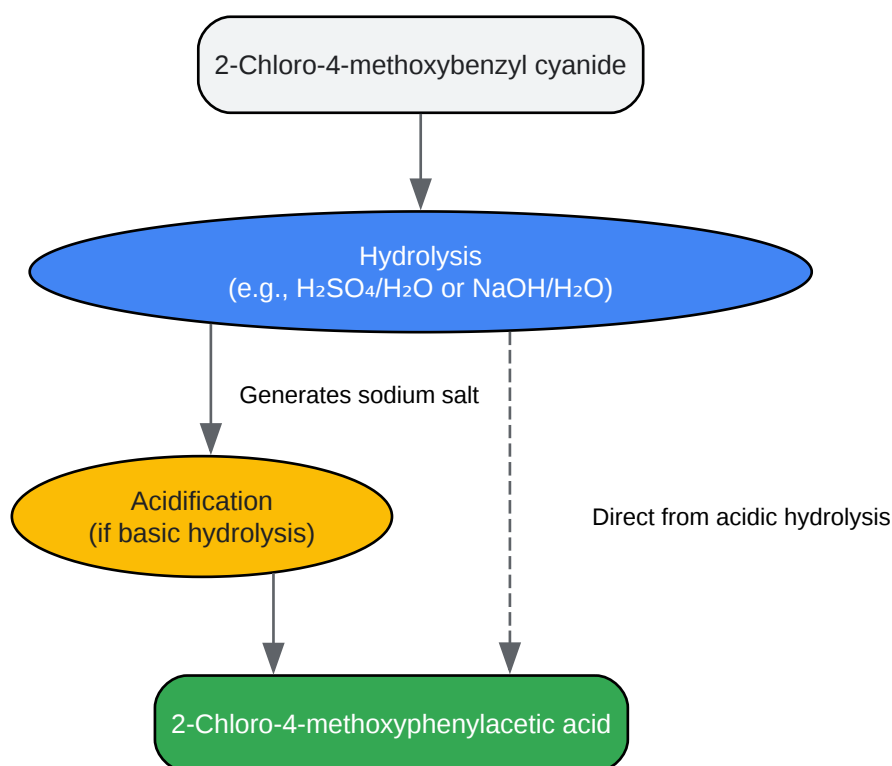 2-Chloro-4-methoxybenzyl cyanide
Hydrolysis
(e.g., H₂SO₄/H₂O or NaOH/H₂O)
Generates sodium salt
Acidification
(if basic hydrolysis)
Direct from acidic hydrolysis
2-Chloro-4-methoxyphenylacetic acid